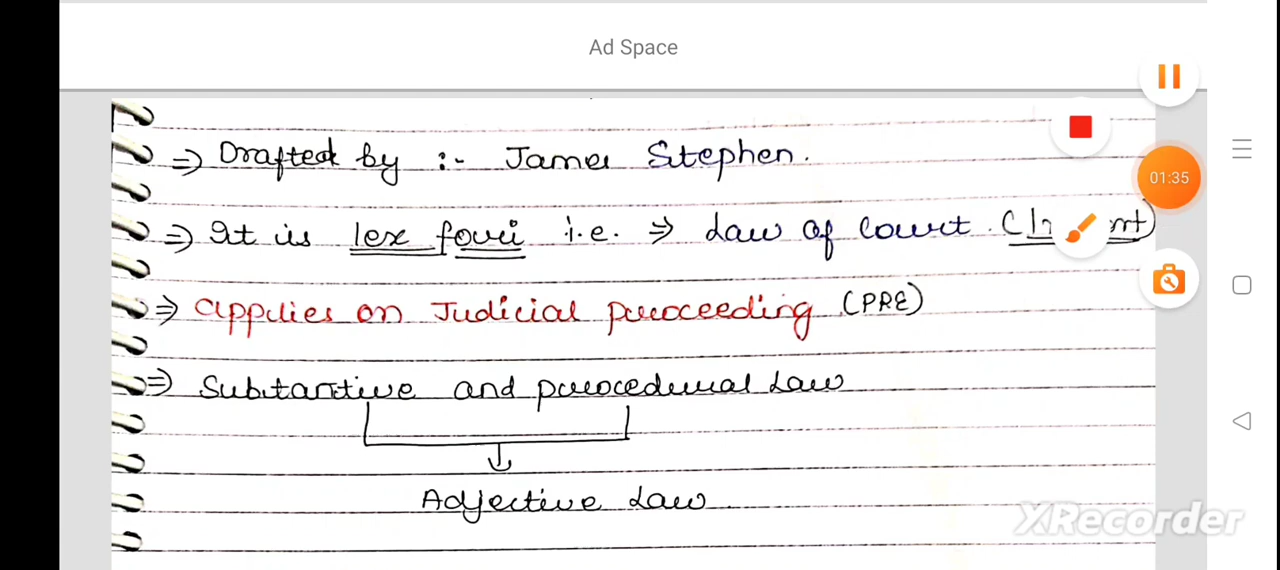 Ad Space
⇒ Drafted by :- James Stephen.
01:35
⇒ It is lex fori i.e. ⇒ Law of Court.
⇒ applies on Judicial proceeding (PRE)
⇒ Substantive and procedural Law
Adjective Law
XRecorder